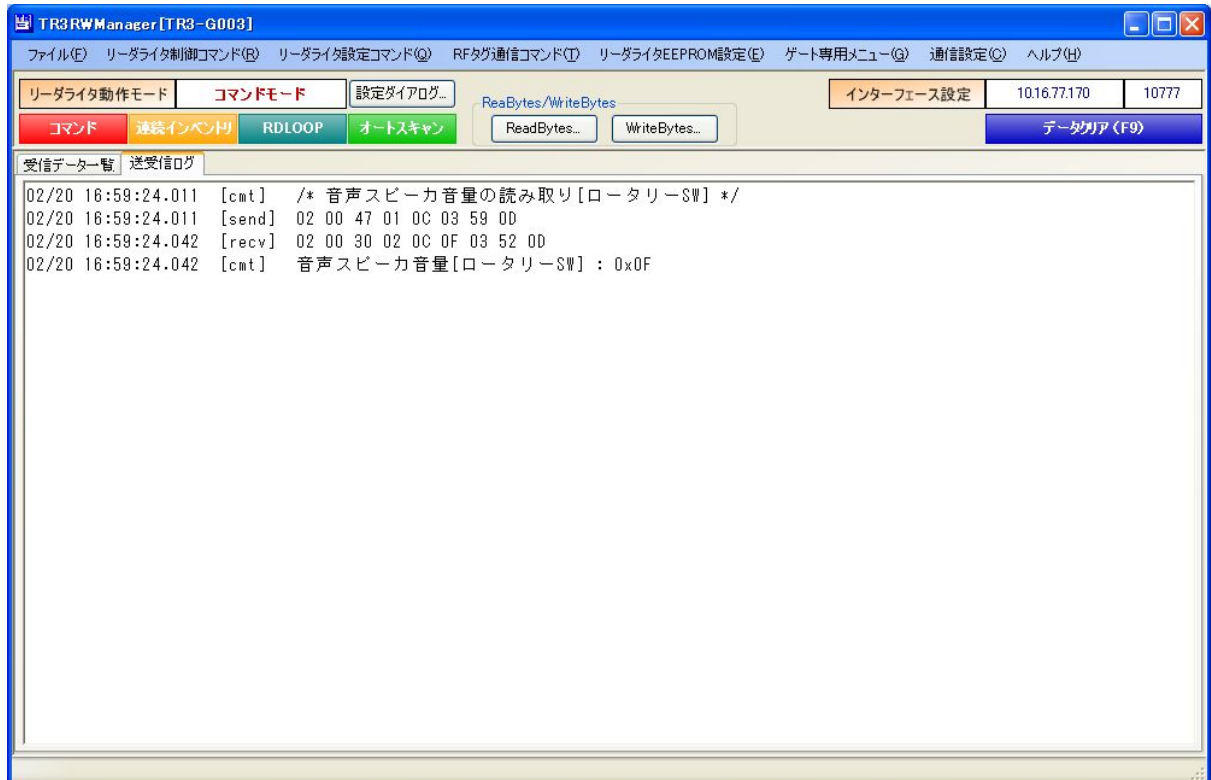 TR3RWManager[TR3-G003]
ファイル(F) リーダライタ制御コマンド(R) リーダライタ設定コマンド(Q) RFタグ通信コマンド(T) リーダライタEEPROM設定(E) ゲート専用メニュー(G) 通信設定(C) ヘルプ(H)
リーダライタ動作モード コマンドモード 設定ダイアログ... ReaBytes/WriteBytes インターフェース設定 10.16.77.170 10777
コマンド 連続インベントリ RDLOOP オートスキャン ReadBytes... WriteBytes... データクリア (F9)
受信データ一覧 送受信ログ
02/20 16:59:24.011 [cmt] /* 音声スピーカ音量の読み取り[ロータリーSW] */
02/20 16:59:24.011 [send] 02 00 47 01 0C 03 59 0D
02/20 16:59:24.042 [recv] 02 00 30 02 0C 0F 03 52 0D
02/20 16:59:24.042 [cmt] 音声スピーカ音量[ロータリーSW] : 0x0F